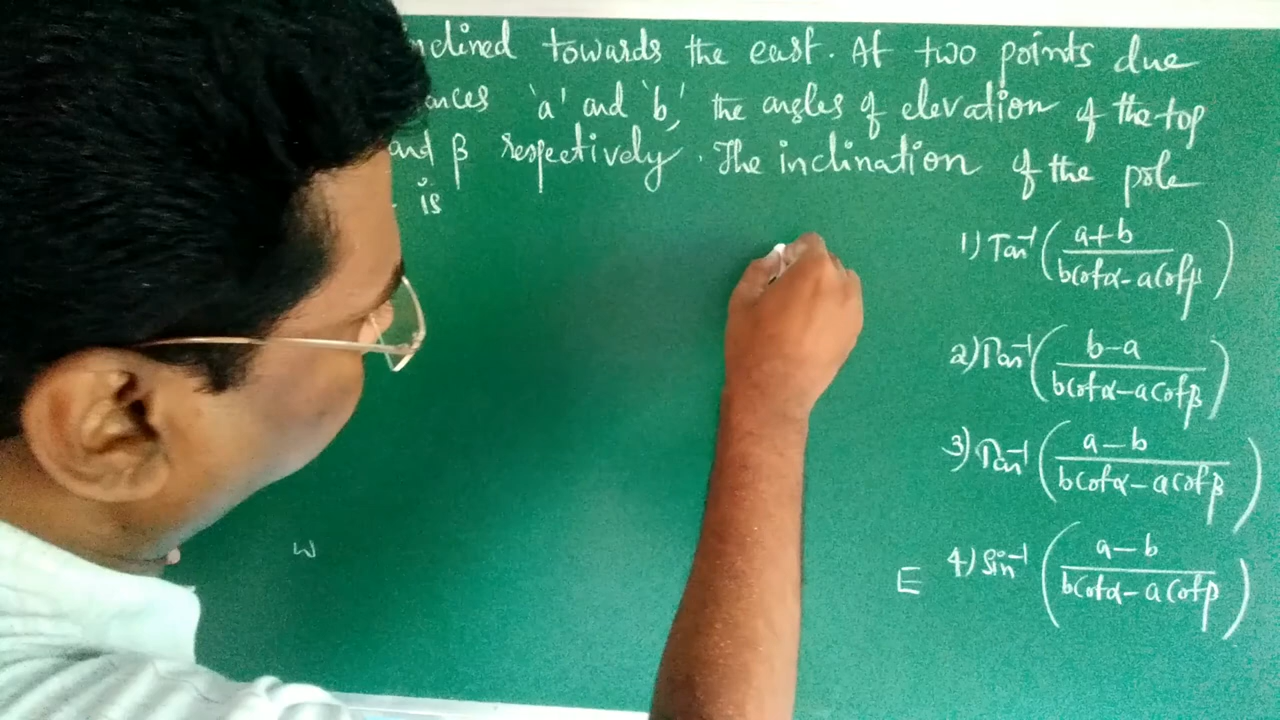 nclined towards the east. At two points due
ances 'a' and 'b', the angles of elevation of the top
and β respectively. The inclination of the pole
is
1) Tan⁻¹ ( a+b / bcotα - acotβ )
2) Tan⁻¹ ( b-a / bcotα - acotβ )
3) Tan⁻¹ ( a-b / bcotα - acotβ )
4) Sin⁻¹ ( a-b / bcotα - acotβ )
W
E